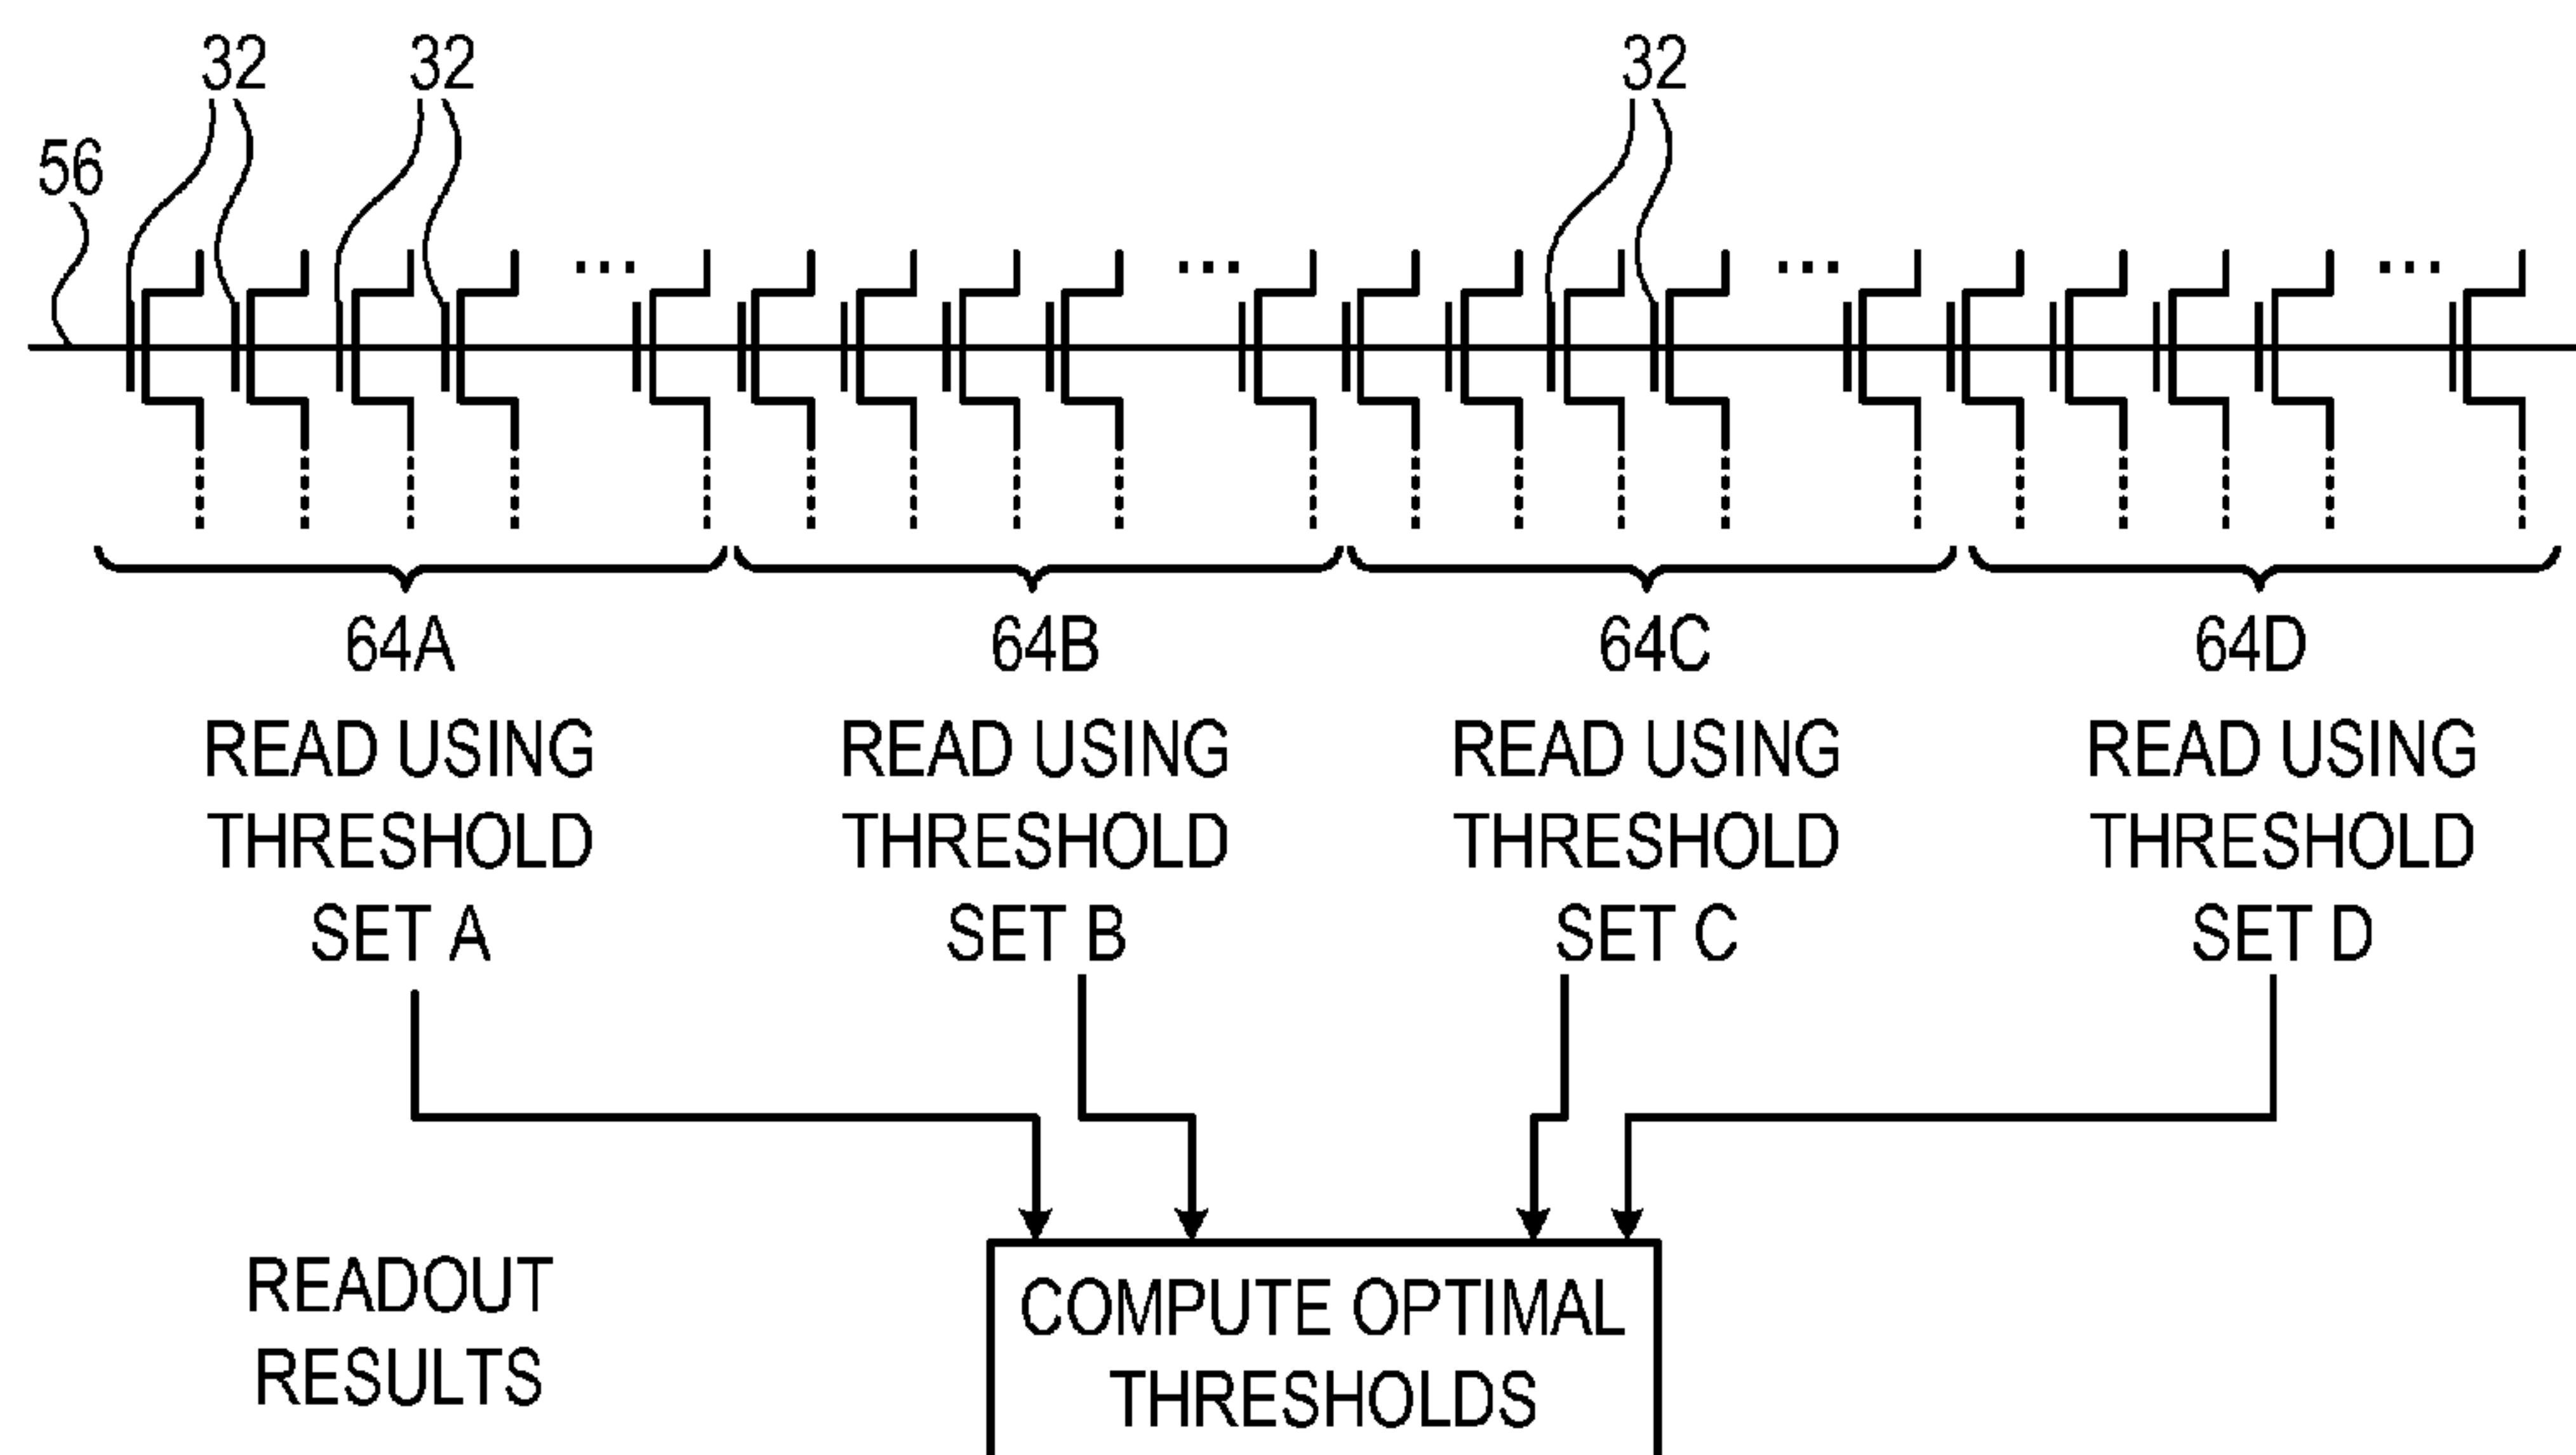 32 32 32
56
... ... ... ...
64A 64B 64C 64D
READ USING READ USING READ USING READ USING
THRESHOLD THRESHOLD THRESHOLD THRESHOLD
SET A SET B SET C SET D
READOUT
RESULTS
COMPUTE OPTIMAL
THRESHOLDS